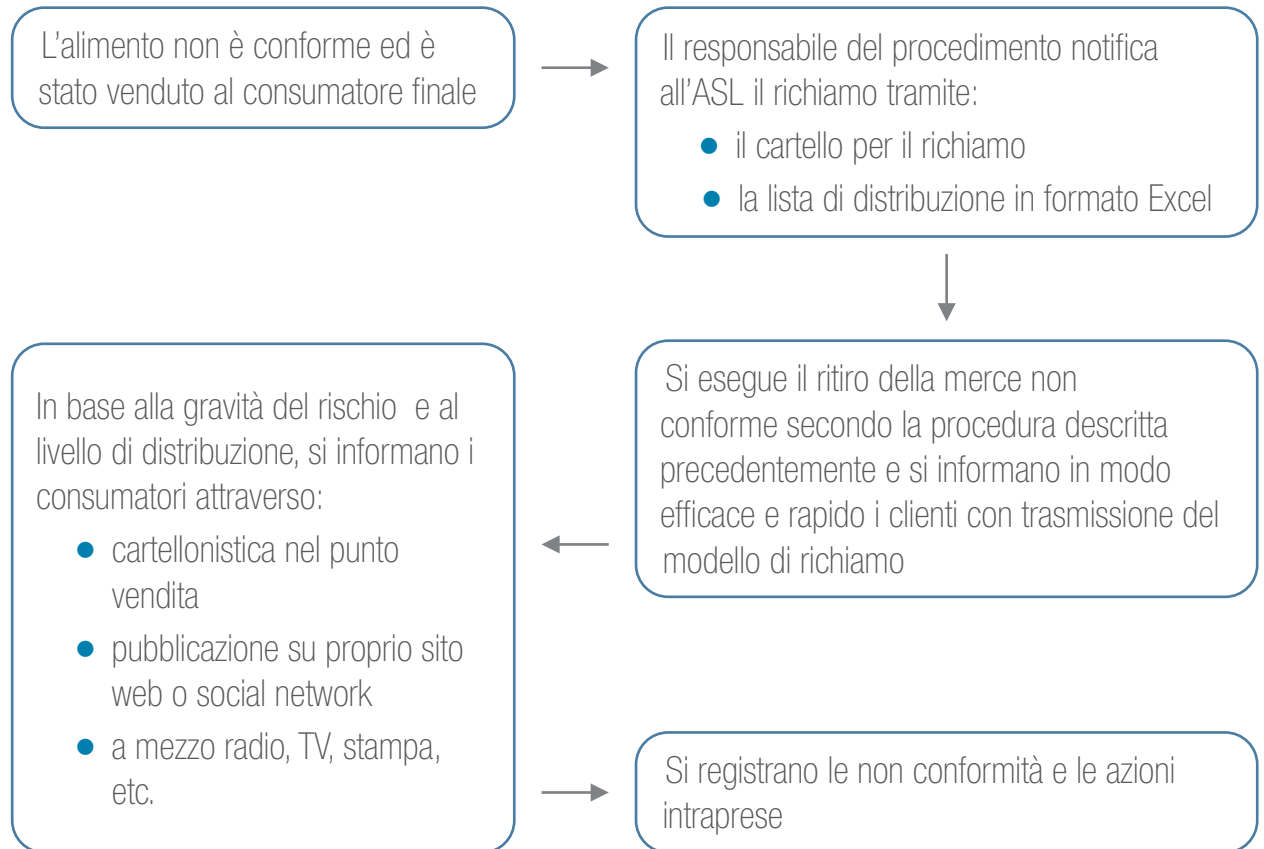 L'alimento non è conforme ed è
stato venduto al consumatore finale
Il responsabile del procedimento notifica
all'ASL il richiamo tramite:
● il cartello per il richiamo
● la lista di distribuzione in formato Excel
Si esegue il ritiro della merce non
conforme secondo la procedura descritta
precedentemente e si informano in modo
efficace e rapido i clienti con trasmissione del
modello di richiamo
In base alla gravità del rischio e al
livello di distribuzione, si informano i
consumatori attraverso:
● cartellonistica nel punto
vendita
● pubblicazione su proprio sito
web o social network
● a mezzo radio, TV, stampa,
etc.
Si registrano le non conformità e le azioni
intraprese